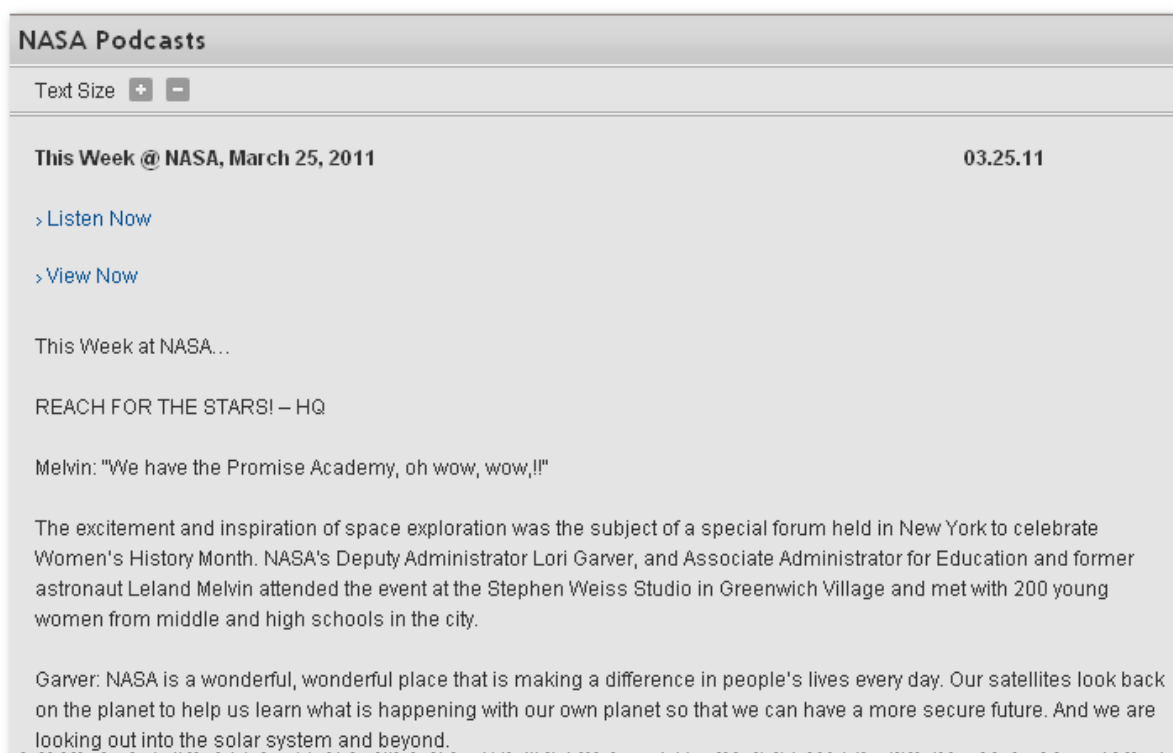 NASA Podcasts
Text Size + -
This Week @ NASA, March 25, 2011 03.25.11
> Listen Now
> View Now
This Week at NASA...
REACH FOR THE STARS! – HQ
Melvin: "We have the Promise Academy, oh wow, wow,!!"
The excitement and inspiration of space exploration was the subject of a special forum held in New York to celebrate
Women's History Month. NASA's Deputy Administrator Lori Garver, and Associate Administrator for Education and former
astronaut Leland Melvin attended the event at the Stephen Weiss Studio in Greenwich Village and met with 200 young
women from middle and high schools in the city.
Garver: NASA is a wonderful, wonderful place that is making a difference in people's lives every day. Our satellites look back
on the planet to help us learn what is happening with our own planet so that we can have a more secure future. And we are
looking out into the solar system and beyond.